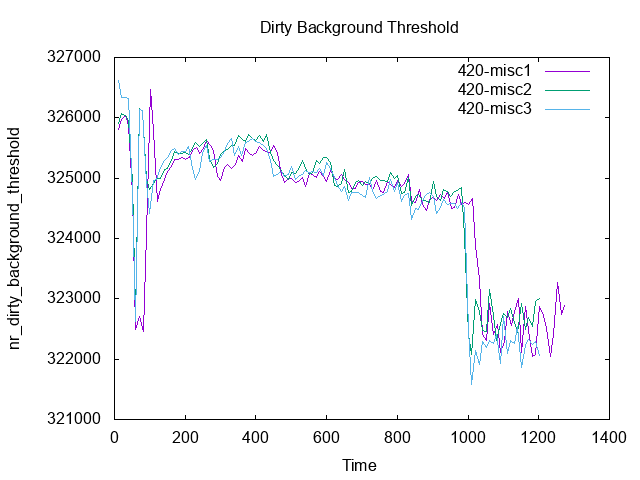 Dirty Background Threshold
327000
326000
325000
324000
323000
322000
321000
nr_dirty_background_threshold
420-misc1
420-misc2
420-misc3
0 200 400 600 800 1000 1200 1400
Time